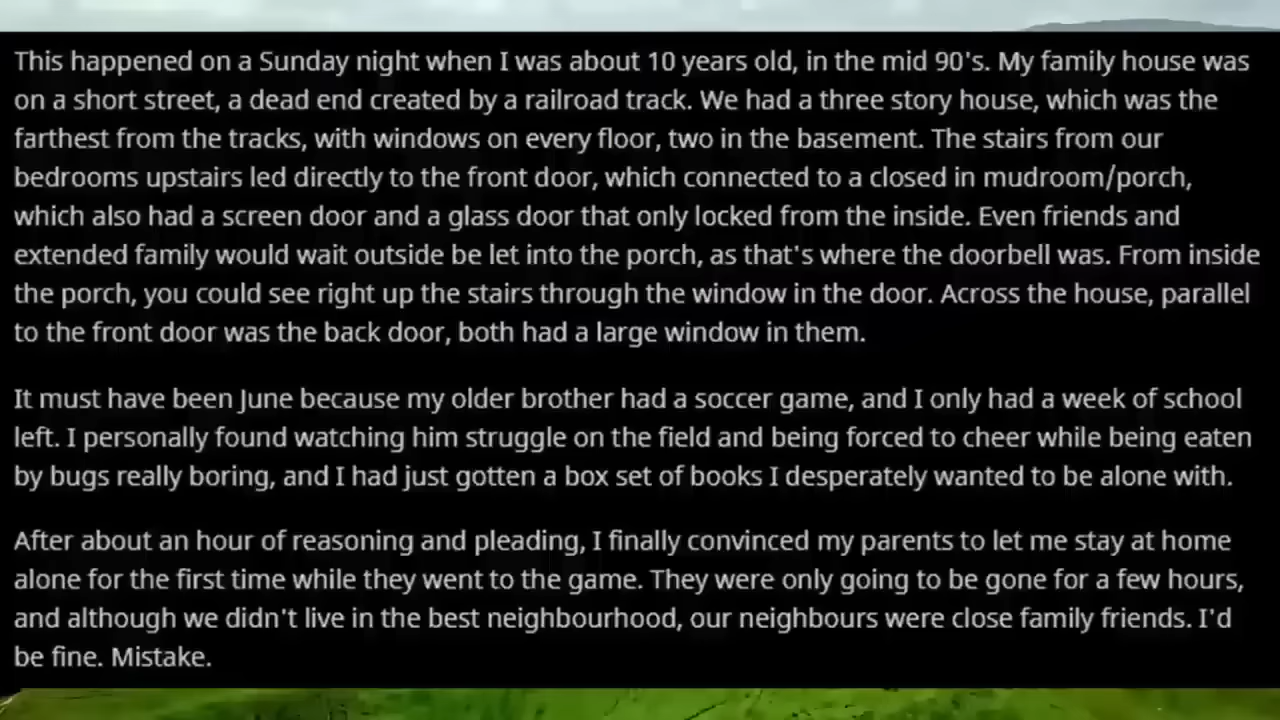 This happened on a Sunday night when I was about 10 years old, in the mid 90's. My family house was
on a short street, a dead end created by a railroad track. We had a three story house, which was the
farthest from the tracks, with windows on every floor, two in the basement. The stairs from our
bedrooms upstairs led directly to the front door, which connected to a closed in mudroom/porch,
which also had a screen door and a glass door that only locked from the inside. Even friends and
extended family would wait outside be let into the porch, as that's where the doorbell was. From inside
the porch, you could see right up the stairs through the window in the door. Across the house, parallel
to the front door was the back door, both had a large window in them.
It must have been June because my older brother had a soccer game, and I only had a week of school
left. I personally found watching him struggle on the field and being forced to cheer while being eaten
by bugs really boring, and I had just gotten a box set of books I desperately wanted to be alone with.
After about an hour of reasoning and pleading, I finally convinced my parents to let me stay at home
alone for the first time while they went to the game. They were only going to be gone for a few hours,
and although we didn't live in the best neighbourhood, our neighbours were close family friends. I'd
be fine. Mistake.